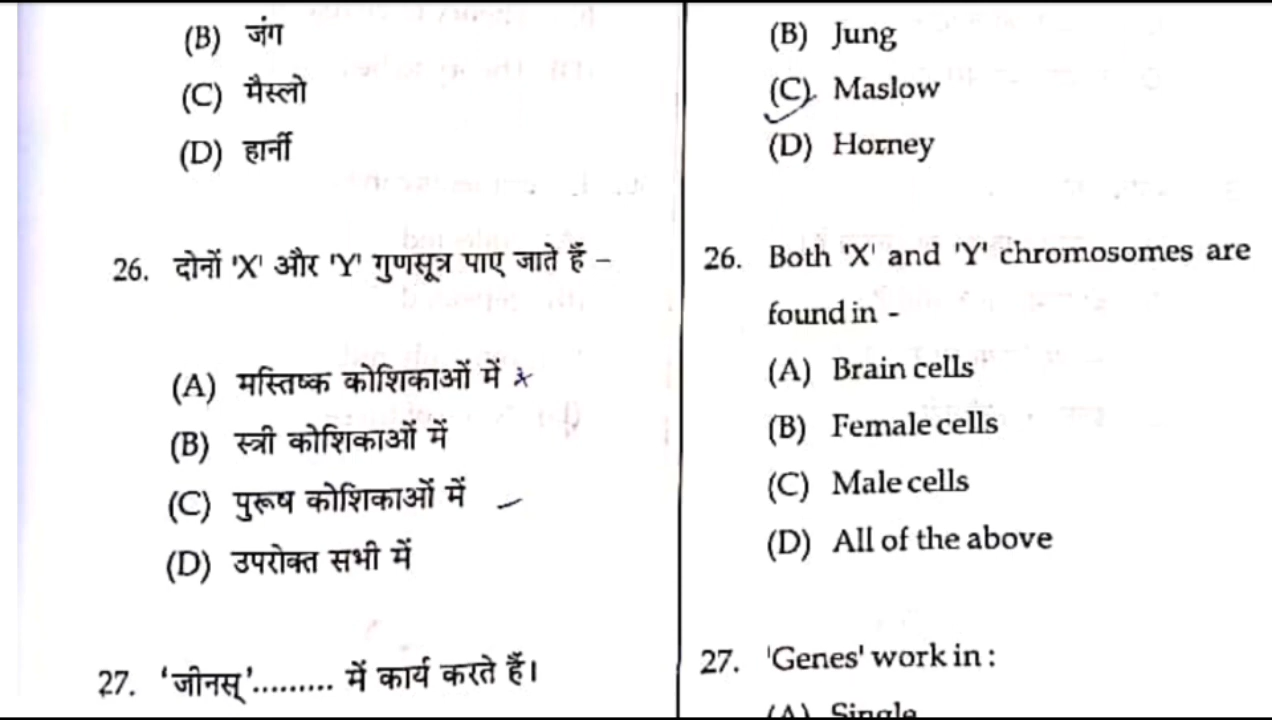 (B) जंग
(C) मैस्लो
(D) हार्नी
26. दोनों 'X' और 'Y' गुणसूत्र पाए जाते हैं –
(A) मस्तिष्क कोशिकाओं में
(B) स्त्री कोशिकाओं में
(C) पुरूष कोशिकाओं में
(D) उपरोक्त सभी में
27. 'जीनस्'......... में कार्य करते हैं।
(B) Jung
(C) Maslow
(D) Horney
26. Both 'X' and 'Y' chromosomes are
found in -
(A) Brain cells
(B) Female cells
(C) Male cells
(D) All of the above
27. 'Genes' work in :
(A) Single